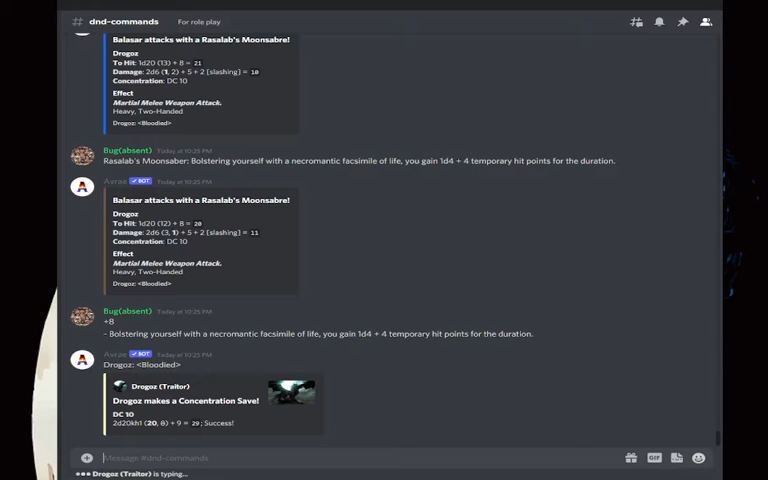 dnd-commands For role play
Balasar attacks with a Rasalab's Moonsabre!
Drogoz
To Hit: 1d20 (13) + 8 = 21
Damage: 2d6 (1, 2) + 5 + 2 [slashing] = 10
Concentration: DC 10
Effect
Martial Melee Weapon Attack.
Heavy, Two-Handed
Drogoz: <Bloodied>
Bug(absent) Today at 10:25 PM
Rasalab's Moonsaber: Bolstering yourself with a necromantic facsimile of life, you gain 1d4 + 4 temporary hit points for the duration.
Avrae BOT Today at 10:25 PM
Balasar attacks with a Rasalab's Moonsabre!
Drogoz
To Hit: 1d20 (12) + 8 = 20
Damage: 2d6 (3, 1) + 5 + 2 [slashing] = 11
Concentration: DC 10
Effect
Martial Melee Weapon Attack.
Heavy, Two-Handed
Drogoz: <Bloodied>
Bug(absent) Today at 10:25 PM
+8
- Bolstering yourself with a necromantic facsimile of life, you gain 1d4 + 4 temporary hit points for the duration.
Avrae BOT Today at 10:25 PM
Drogoz: <Bloodied>
Drogoz (Traitor)
Drogoz makes a Concentration Save!
DC 10
2d20kh1 (20, 8) + 9 = 29; Success!
Message #dnd-commands
GIF
Drogoz (Traitor) is typing...